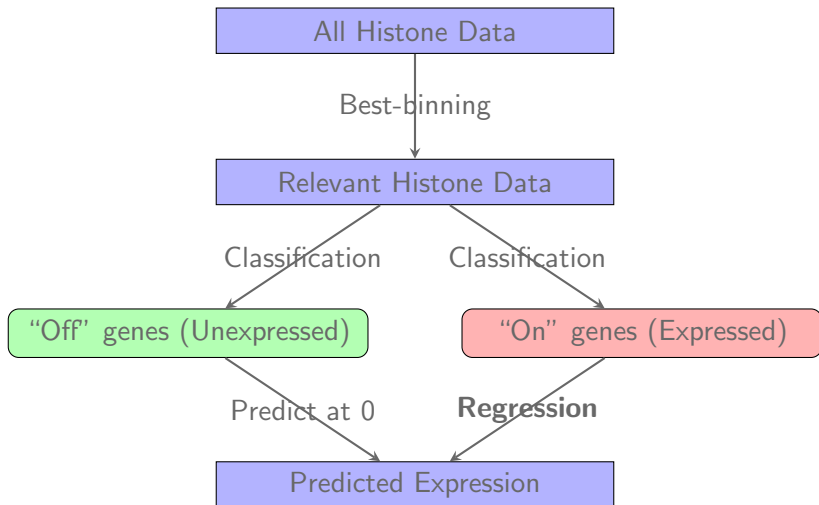 All Histone Data
Best-binning
Relevant Histone Data
Classification
Classification
“Off” genes (Unexpressed)
“On” genes (Expressed)
Predict at 0
Regression
Predicted Expression